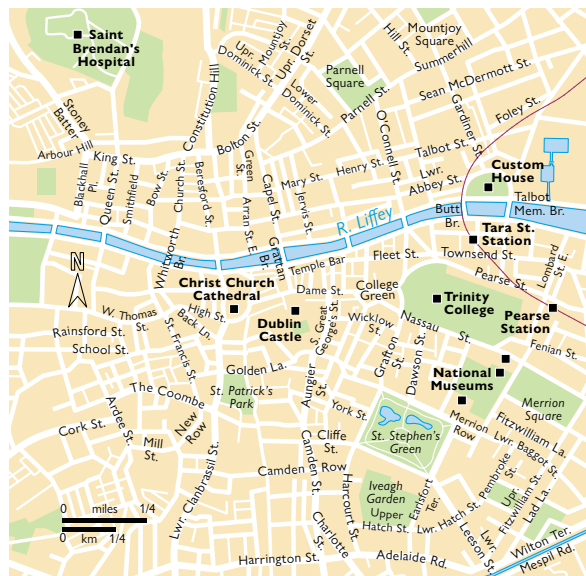 Saint
Brendan's
Hospital
Mountjoy
St.
Upr.
Dominick St.
Upr. Dorset
St.
Hill St.
Mountjoy
Square
Summerhill
Parnell
Square
Lower
Dominick St.
Parnell St.
Sean McDermott St.
Gardiner St.
Foley St.
Constitution Hill
Bolton St.
O'Connell St.
Stoney
Batter
Arbour Hill
King St.
Blackhall
Pl.
Queen St.
Smithfield
Bow St.
Church St.
Beresford St.
Green
Street
Arran St. E.
Capel St.
Mary St.
Jervis St.
Henry St.
Talbot St.
Lwr.
Abbey St.
Custom
House
Talbot
Mem. Br.
Butt
Br.
R. Liffey
Whitworth
Br.
Grattan
Br.
Temple Bar
Fleet St.
Tara St.
Station
Townsend St.
Lombard
St. E.
Pearse St.
N
Christ Church
Cathedral
Dame St.
College
Green
Trinity
College
Pearse
Station
W. Thomas
St.
High St.
Back Ln.
Dublin
Castle
S. Great
George's St.
Wicklow
St.
Nassau
St.
Fenian St.
Rainsford St.
School St.
St. Francis St.
Grafton
St.
Dawson St.
National
Museums
Golden La.
St. Patrick's
Park
Aungier
St.
York St.
The Coombe
Ardee St.
Cork St.
Mill
St.
New
Row
Merrion
Square
Merrion
Row
Fitzwilliam La.
Lwr. Baggot St.
St. Stephen's
Green
Cliffe
St.
Camden Row
Camden St.
Harcourt St.
Lwr. Clanbrassil St.
Iveagh
Garden
Upper
Hatch St.
Earlsfort
Ter.
Lwr. Hatch St.
Pembroke
St.
Upr.
Fitzwilliam St.
Lad La.
Lwr.
Leeson St.
Charlotte
St.
Harrington St.
Adelaide Rd.
Wilton Ter.
Mespil Rd.
0 miles 1/4
0 km 1/4